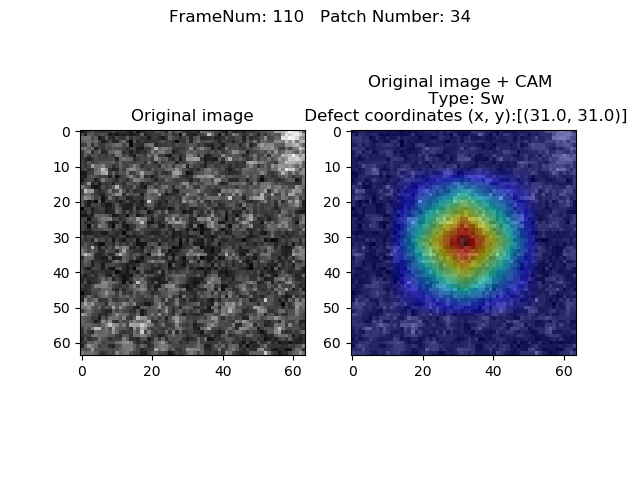 FrameNum: 110   Patch Number: 34
Original image
Original image + CAM
Type: Sw
Defect coordinates (x, y):[(31.0, 31.0)]
0
10
20
30
40
50
60
0 20 40 60
0
10
20
30
40
50
60
0 20 40 60